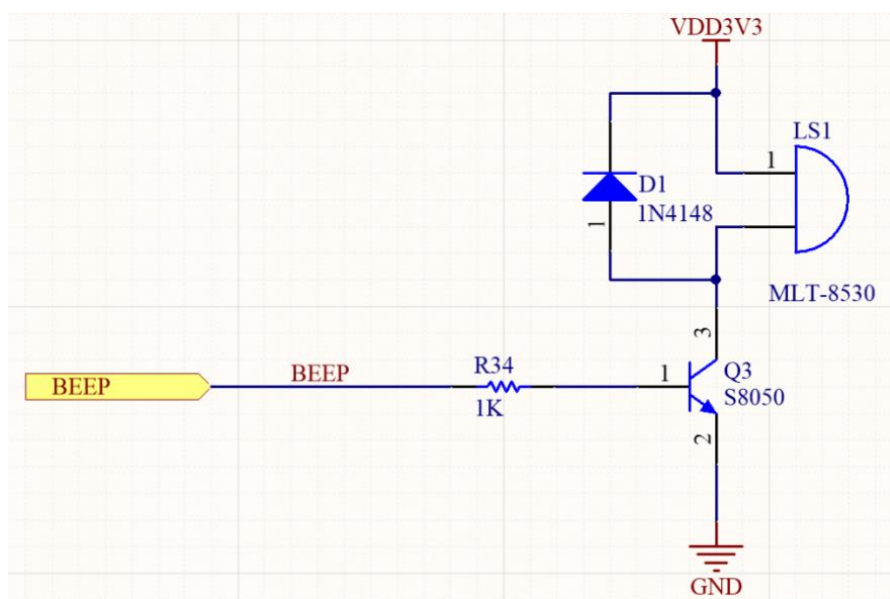 VDD3V3
LS1
1
D1
1N4148
1
MLT-8530
3
BEEP
BEEP
R34
1K
1
Q3
S8050
2
GND